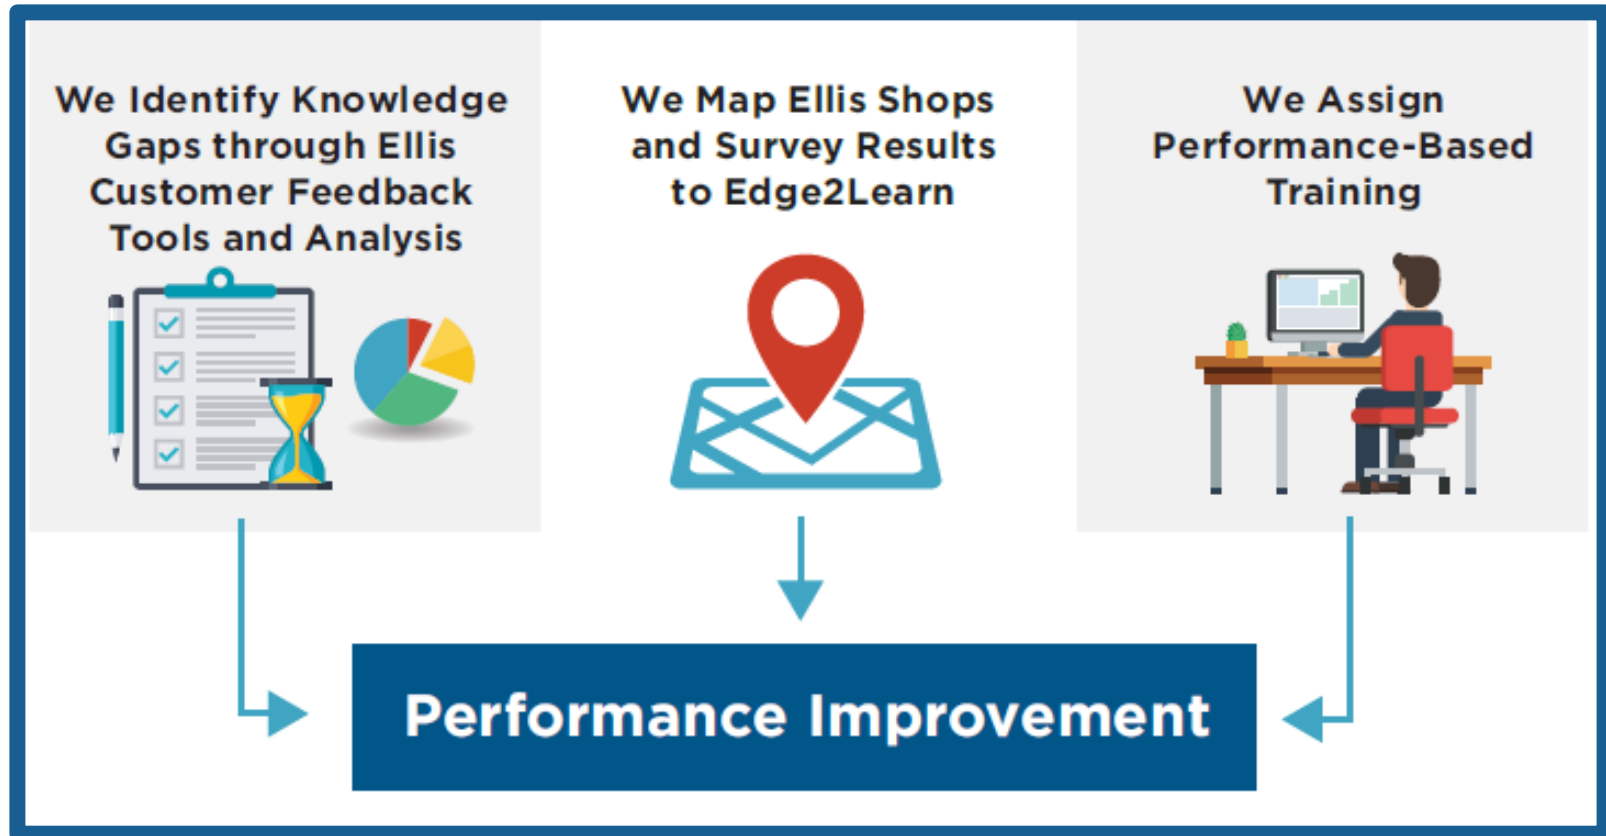 We Identify Knowledge
Gaps through Ellis
Customer Feedback
Tools and Analysis
We Map Ellis Shops
and Survey Results
to Edge2Learn
We Assign
Performance-Based
Training
Performance Improvement